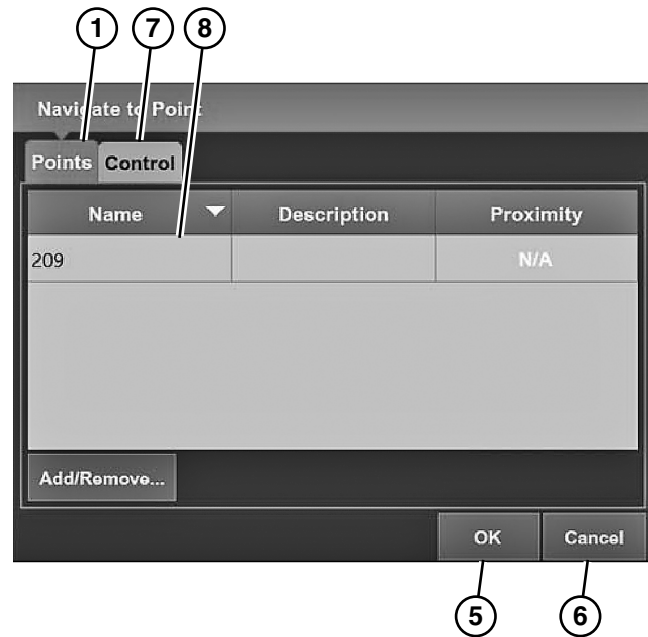 1 7 8
Navigate to Point
Points Control
Name Description Proximity
209 N/A
Add/Remove...
OK Cancel
5 6